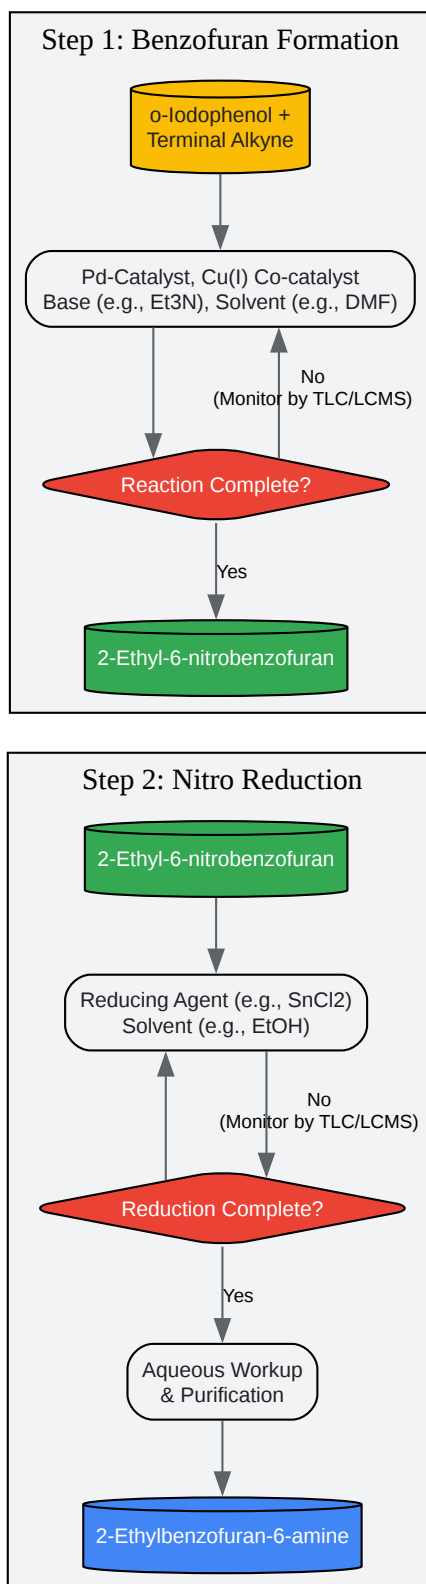 Step 1: Benzofuran Formation
o-Iodophenol +
Terminal Alkyne
Pd-Catalyst, Cu(I) Co-catalyst
Base (e.g., Et3N), Solvent (e.g., DMF)
No
(Monitor by TLC/LCMS)
Reaction Complete?
Yes
2-Ethyl-6-nitrobenzofuran
Step 2: Nitro Reduction
2-Ethyl-6-nitrobenzofuran
Reducing Agent (e.g., SnCl2)
Solvent (e.g., EtOH)
No
(Monitor by TLC/LCMS)
Reduction Complete?
Yes
Aqueous Workup
& Purification
2-Ethylbenzofuran-6-amine